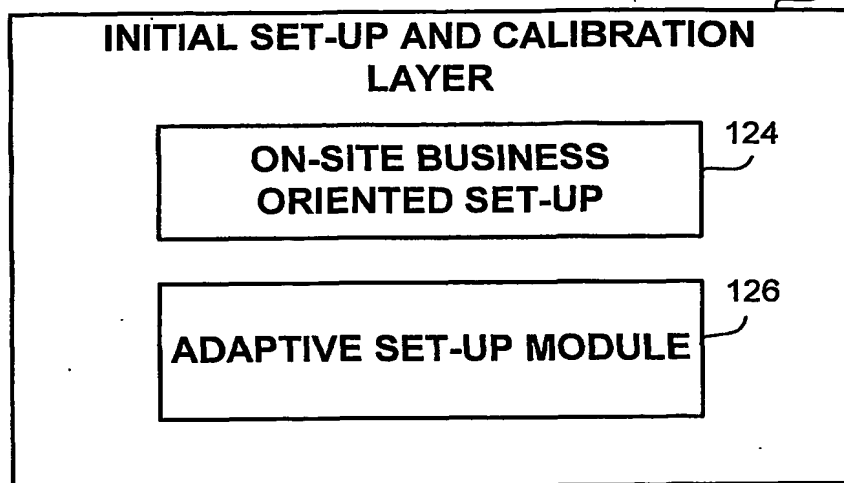 INITIAL SET-UP AND CALIBRATION
LAYER
124
ON-SITE BUSINESS
ORIENTED SET-UP
126
ADAPTIVE SET-UP MODULE